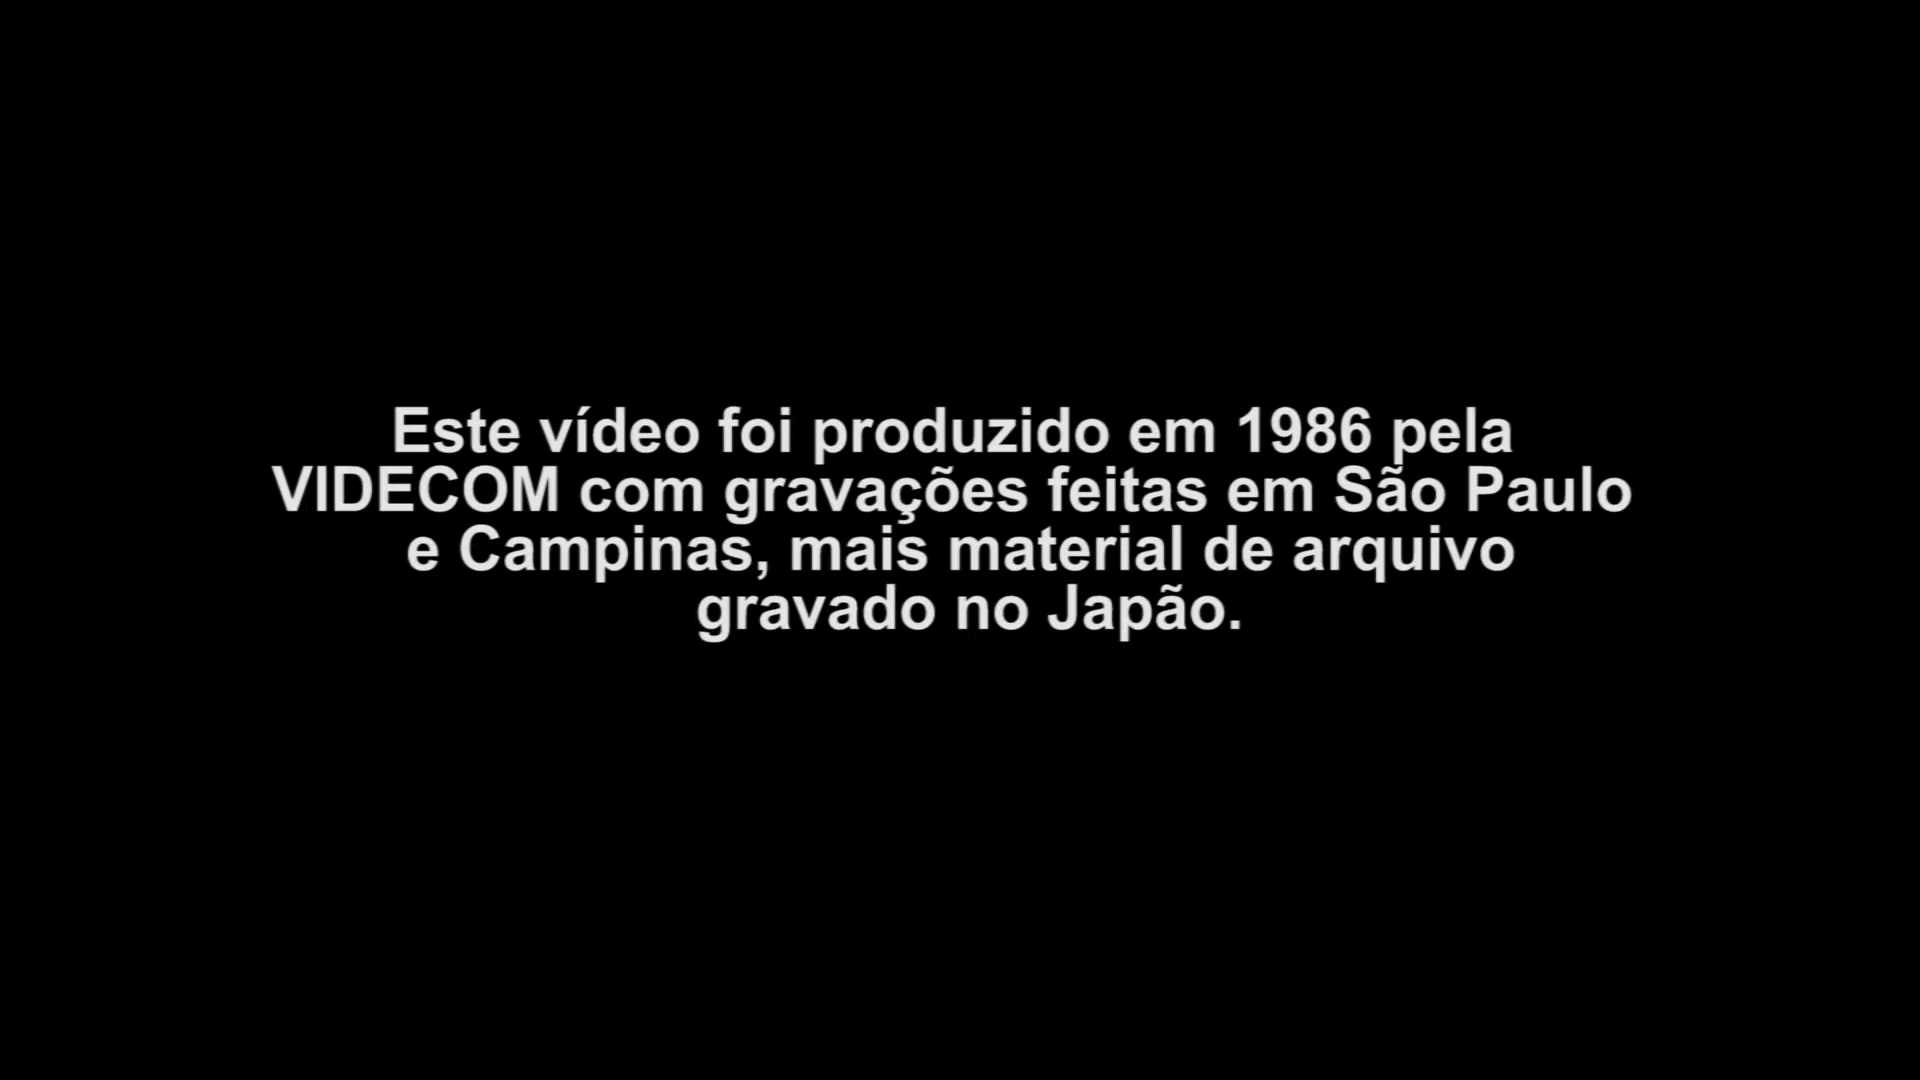 Este vídeo foi produzido em 1986 pela
VIDECOM com gravações feitas em São Paulo
e Campinas, mais material de arquivo
gravado no Japão.